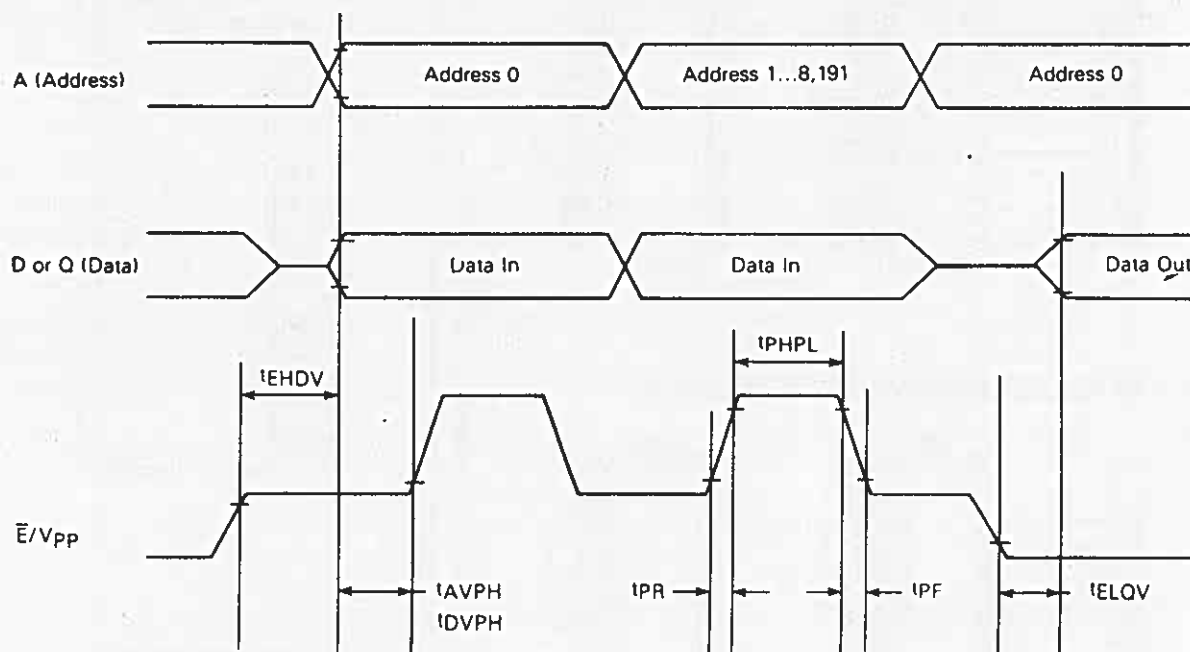 A (Address)
Address 0
Address 1...8,191
Address 0
D or Q (Data)
Data In
Data In
Data Out
tPHPL
tEHDV
E̅/VPP
tAVPH
tDVPH
tPR
tPF
tELQV